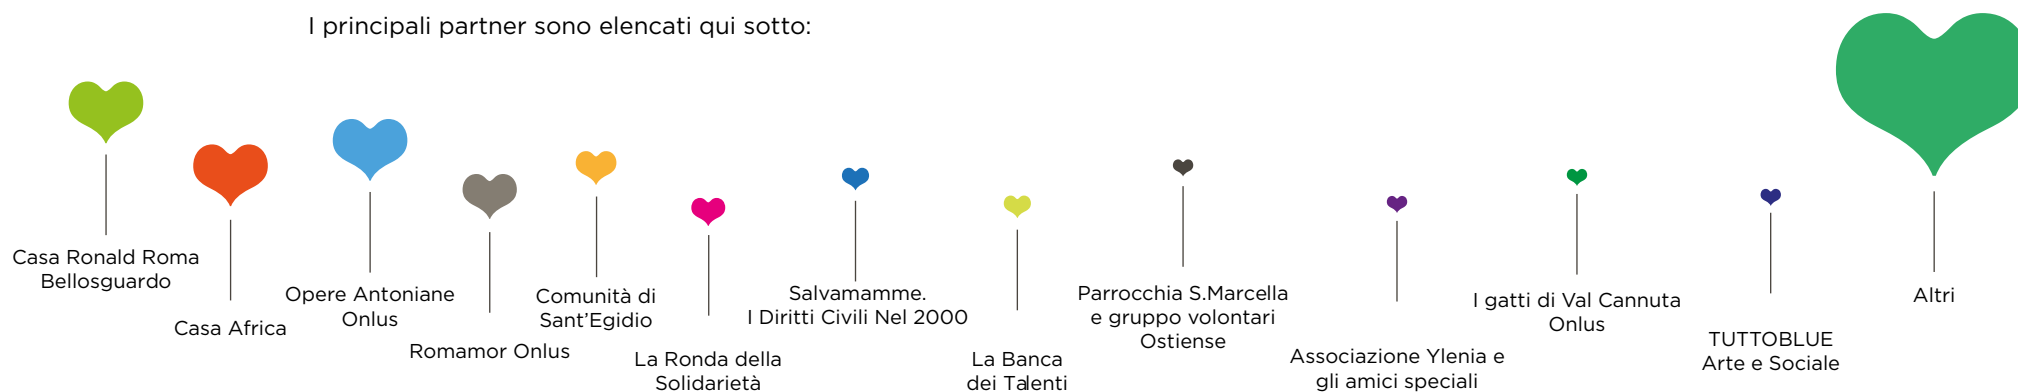 I principali partner sono elencati qui sotto:
Casa Ronald Roma
Bellosguardo
Casa Africa
Opere Antoniane
Onlus
Romamor Onlus
Comunità di
Sant'Egidio
La Ronda della
Solidarietà
Salvamamme.
I Diritti Civili Nel 2000
La Banca
dei Talenti
Parrocchia S.Marcella
e gruppo volontari
Ostiense
Associazione Ylenia e
gli amici speciali
I gatti di Val Cannuta
Onlus
TUTTOBLUE
Arte e Sociale
Altri